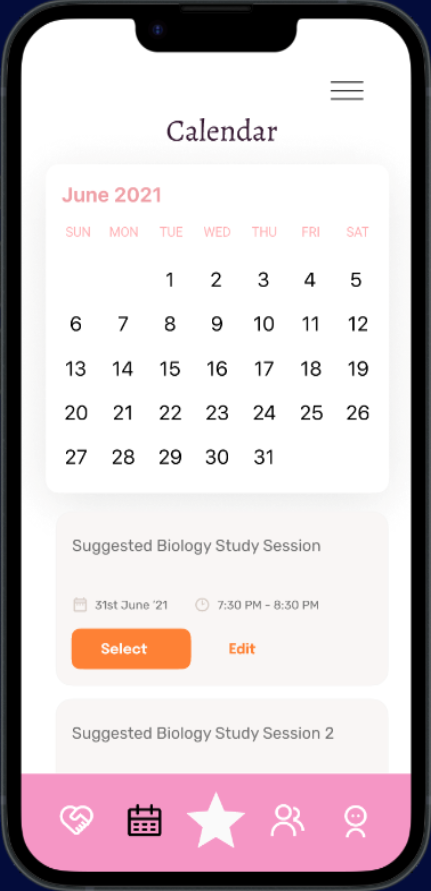 Calendar
June 2021
SUN MON TUE WED THU FRI SAT
1 2 3 4 5
6 7 8 9 10 11 12
13 14 15 16 17 18 19
20 21 22 23 24 25 26
27 28 29 30 31
Suggested Biology Study Session
31st June '21 7:30 PM - 8:30 PM
Select Edit
Suggested Biology Study Session 2